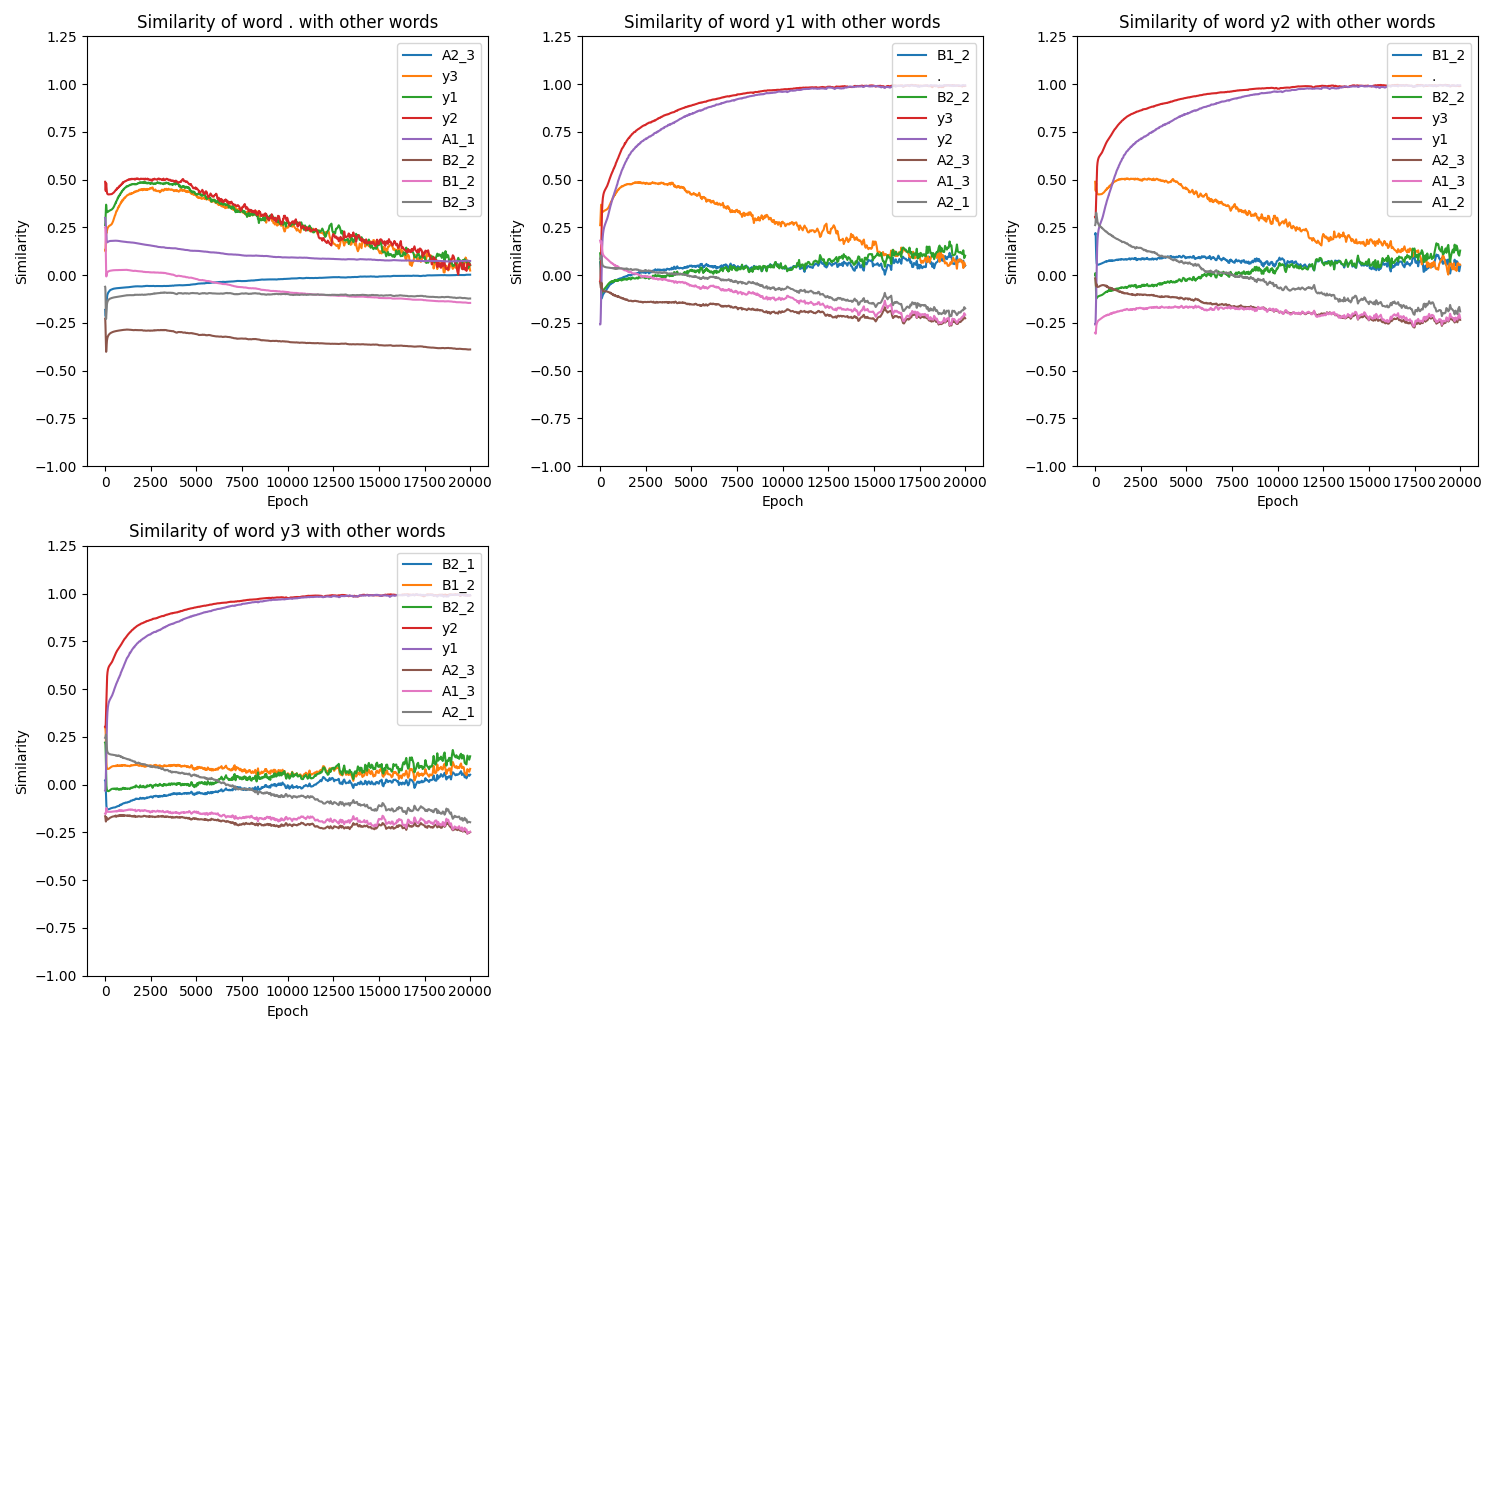 Similarity of word . with other words
1.25
1.00
0.75
0.50
0.25
0.00
−0.25
−0.50
−0.75
−1.00
Similarity
0 2500 5000 7500 10000 12500 15000 17500 20000
Epoch
A2_3
y3
y1
y2
A1_1
B2_2
B1_2
B2_3
Similarity of word y1 with other words
1.25
1.00
0.75
0.50
0.25
0.00
−0.25
−0.50
−0.75
−1.00
Similarity
0 2500 5000 7500 10000 12500 15000 17500 20000
Epoch
B1_2
.
B2_2
y3
y2
A2_3
A1_3
A2_1
Similarity of word y2 with other words
1.25
1.00
0.75
0.50
0.25
0.00
−0.25
−0.50
−0.75
−1.00
Similarity
0 2500 5000 7500 10000 12500 15000 17500 20000
Epoch
B1_2
.
B2_2
y3
y1
A2_3
A1_3
A1_2
Similarity of word y3 with other words
1.25
1.00
0.75
0.50
0.25
0.00
−0.25
−0.50
−0.75
−1.00
Similarity
0 2500 5000 7500 10000 12500 15000 17500 20000
Epoch
B2_1
B1_2
B2_2
y2
y1
A2_3
A1_3
A2_1